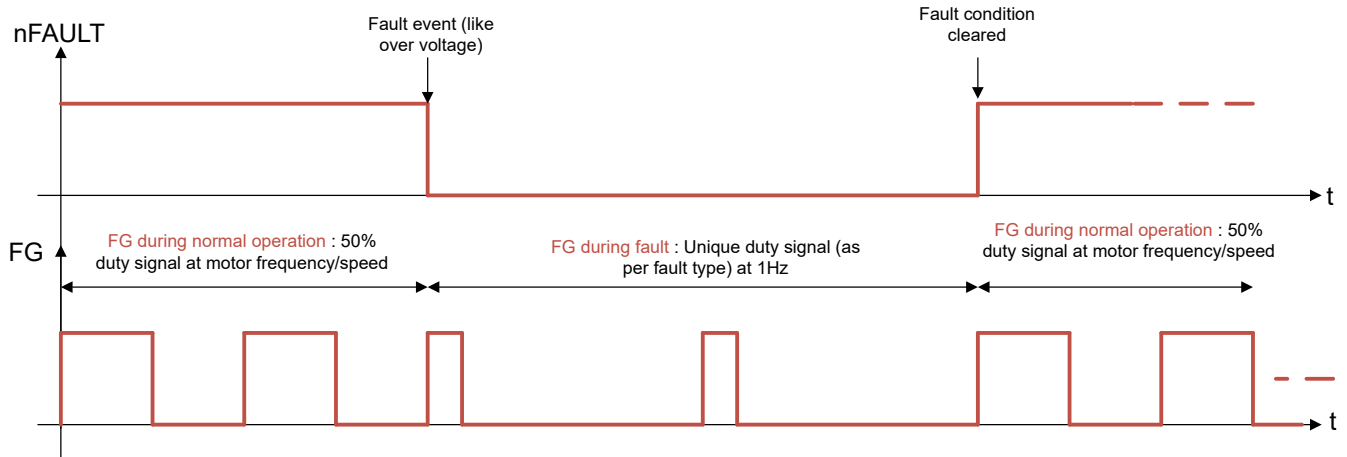 nFAULT
Fault event (like
over voltage)
Fault condition
cleared
t
FG
FG during normal operation : 50%
duty signal at motor frequency/speed
FG during fault : Unique duty signal (as
per fault type) at 1Hz
FG during normal operation : 50%
duty signal at motor frequency/speed
t